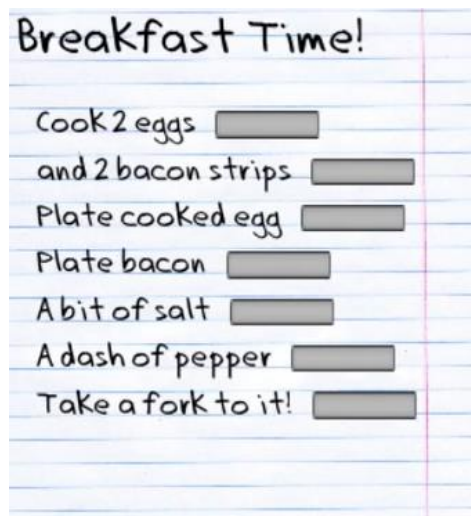 Breakfast Time!
Cook 2 eggs
and 2 bacon strips
Plate cooked egg
Plate bacon
A bit of salt
A dash of pepper
Take a fork to it!